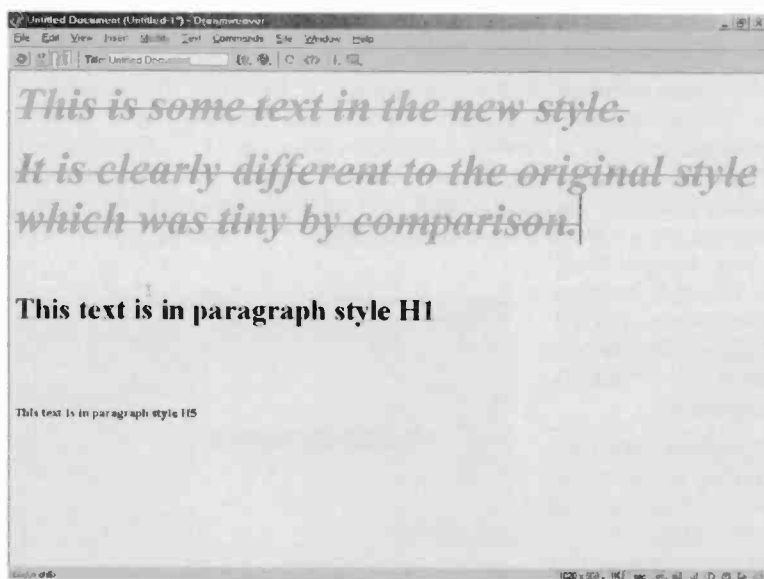 Untitled Document (Untitled-1*) - Dreamweaver
File Edit View Insert Modify Text Commands Site Window Help
Title: Untitled Document
This is some text in the new style.
It is clearly different to the original style
which was tiny by comparison.
This text is in paragraph style H1
This text is in paragraph style H5